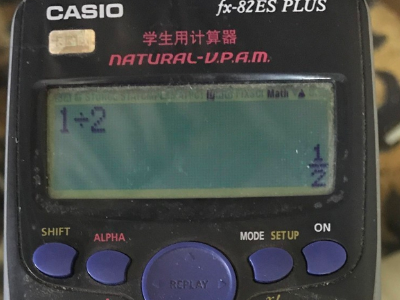 CASIO fx-82ES PLUS
学生用计算器
NATURAL-V.P.A.M.
Math ▲
1÷2
1
2
SHIFT ALPHA MODE SETUP ON
REPLAY